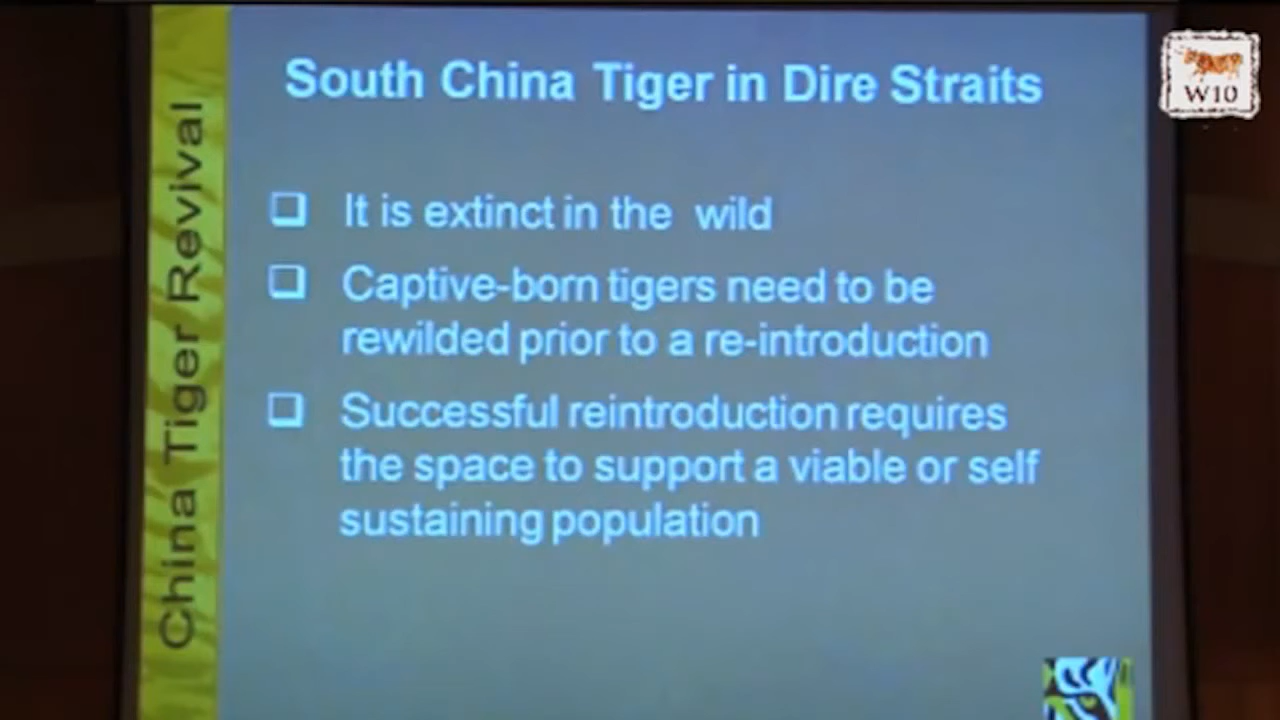 South China Tiger in Dire Straits
It is extinct in the wild
Captive-born tigers need to be
rewilded prior to a re-introduction
Successful reintroduction requires
the space to support a viable or self
sustaining population
China Tiger Revival
W10